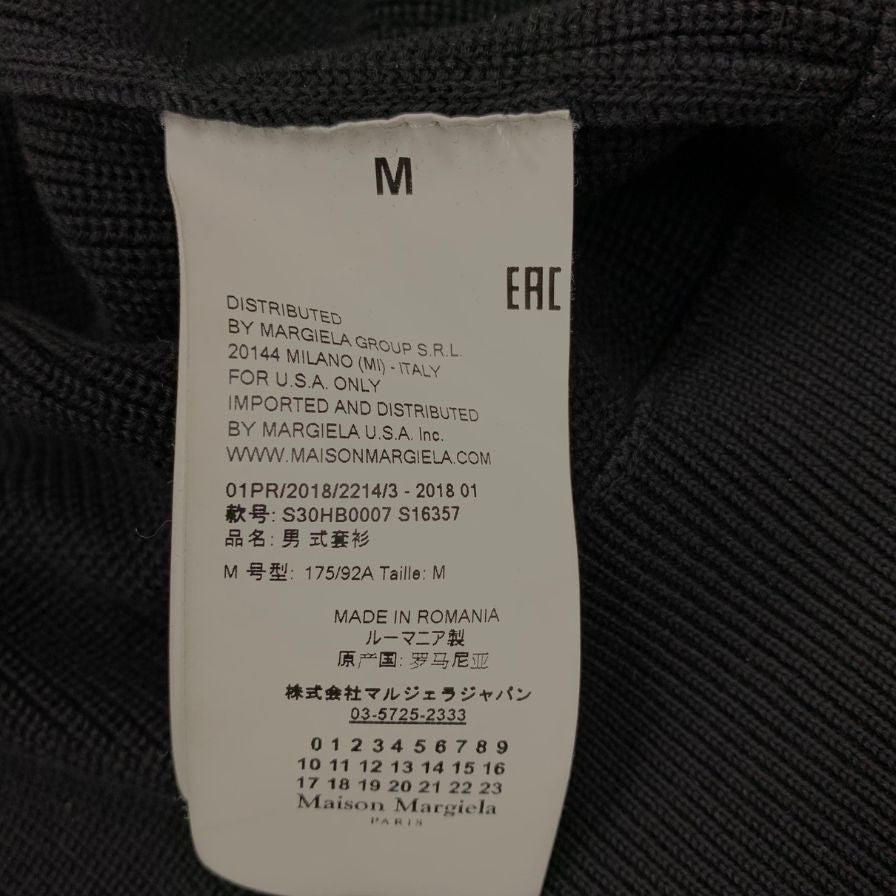 M
EAC
DISTRIBUTED
BY MARGIELA GROUP S.R.L.
20144 MILANO (MI) - ITALY
FOR U.S.A. ONLY
IMPORTED AND DISTRIBUTED
BY MARGIELA U.S.A. Inc.
WWW.MAISONMARGIELA.COM
01PR/2018/2214/3 - 2018 01
款号: S30HB0007 S16357
品名: 男 式套衫
M 号型: 175/92A Taille: M
MADE IN ROMANIA
ルーマニア製
原产国: 罗马尼亚
株式会社マルジェラジャパン
03-5725-2333
0 1 2 3 4 5 6 7 8 9
10 11 12 13 14 15 16
17 18 19 20 21 22 23
Maison Margiela
PARIS